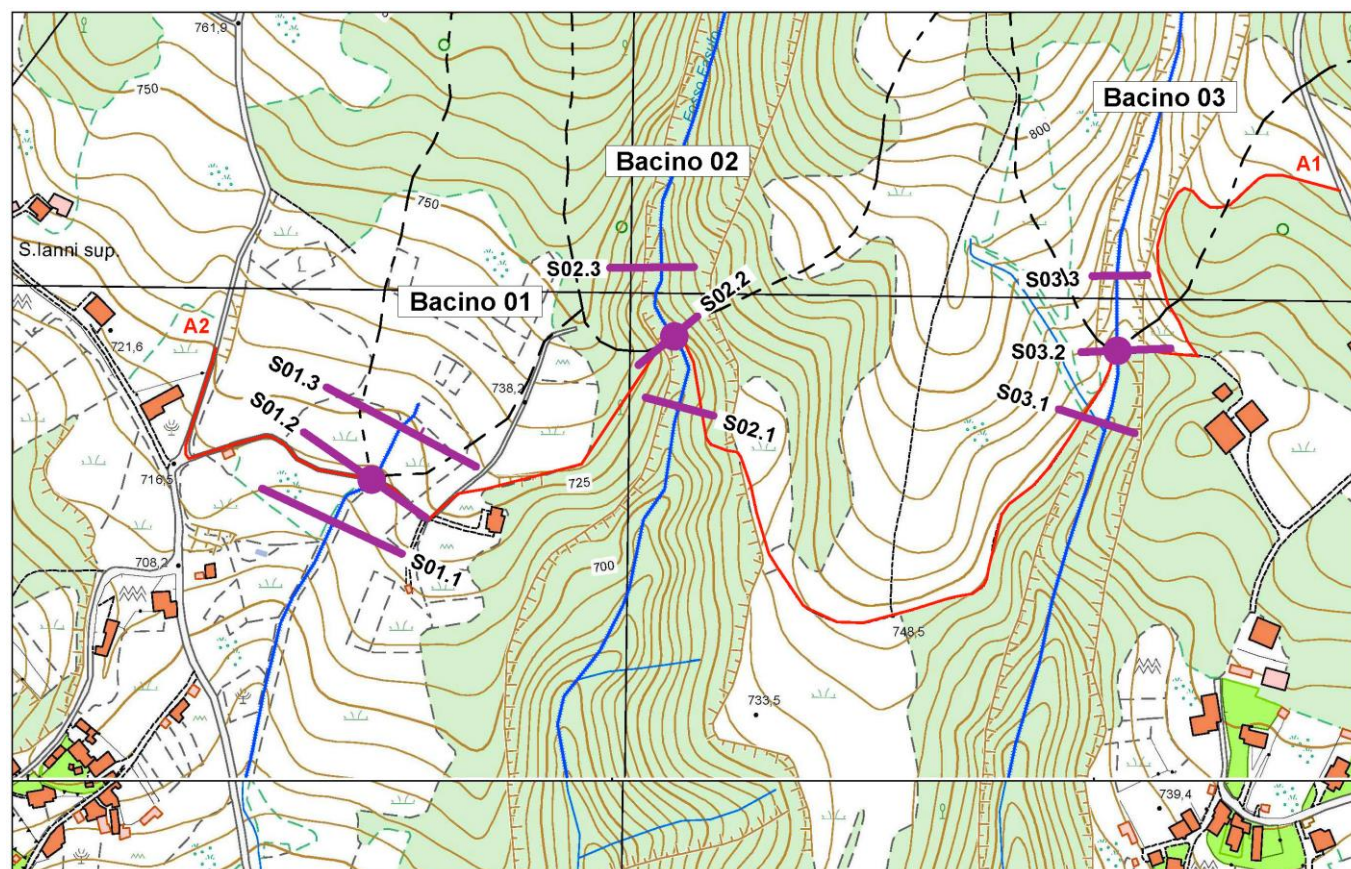 761,9
750
Fosso Fosufo
Bacino 03
800
Bacino 02
A1
750
S.Ianni sup.
S02.3
S02.2
S03.3
Bacino 01
A2
721,6
S03.2
S01.3
738,2
S01.2
S03.1
S02.1
716,5
725
708,2
S01.1
700
748,5
733,5
739,4